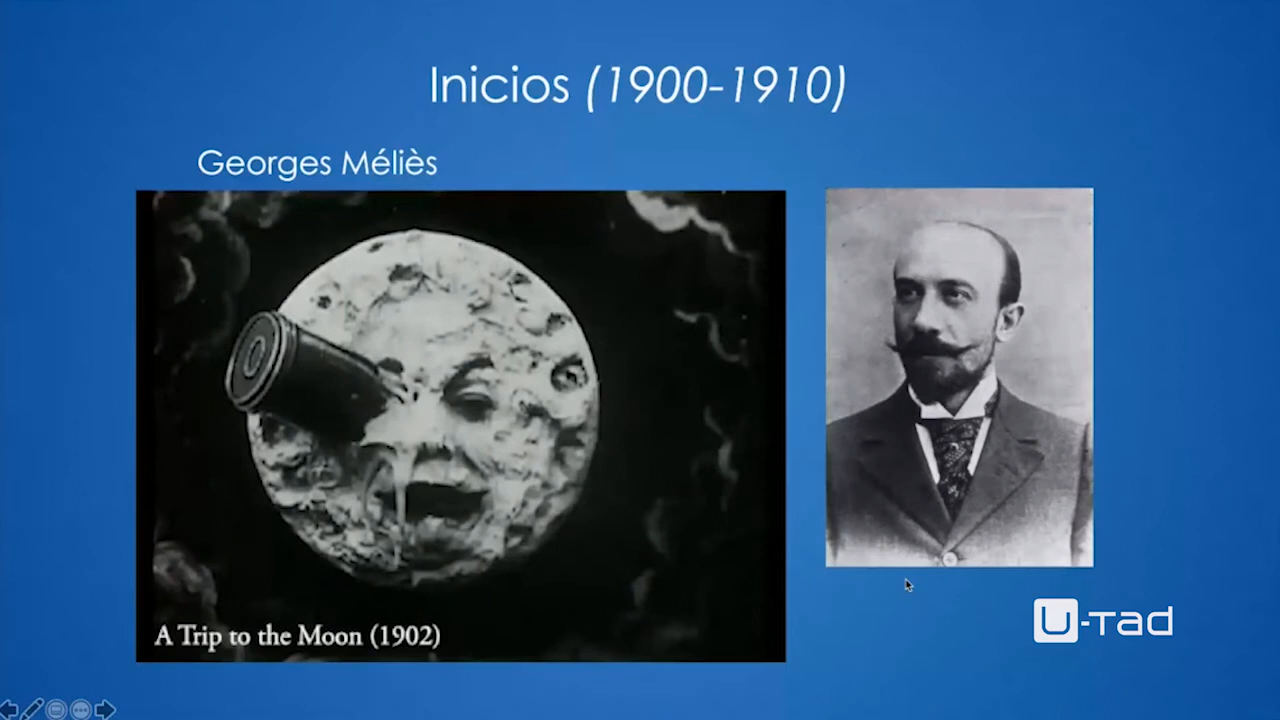 Inicios (1900-1910)
Georges Méliès
A Trip to the Moon (1902)
U-tad